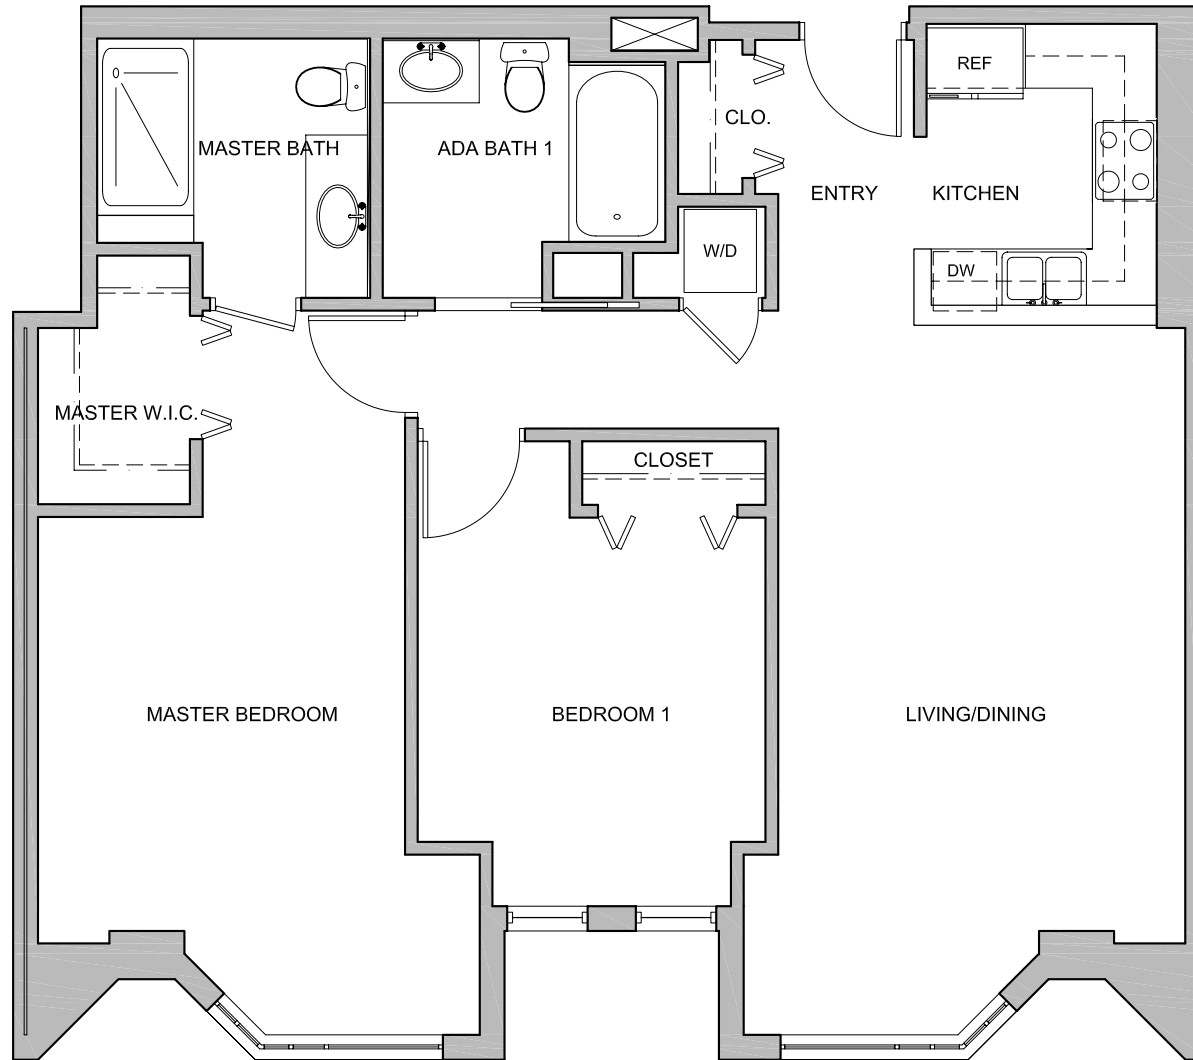 REF
CLO.
MASTER BATH
ADA BATH 1
ENTRY
KITCHEN
W/D
DW
MASTER W.I.C.
CLOSET
MASTER BEDROOM
BEDROOM 1
LIVING/DINING